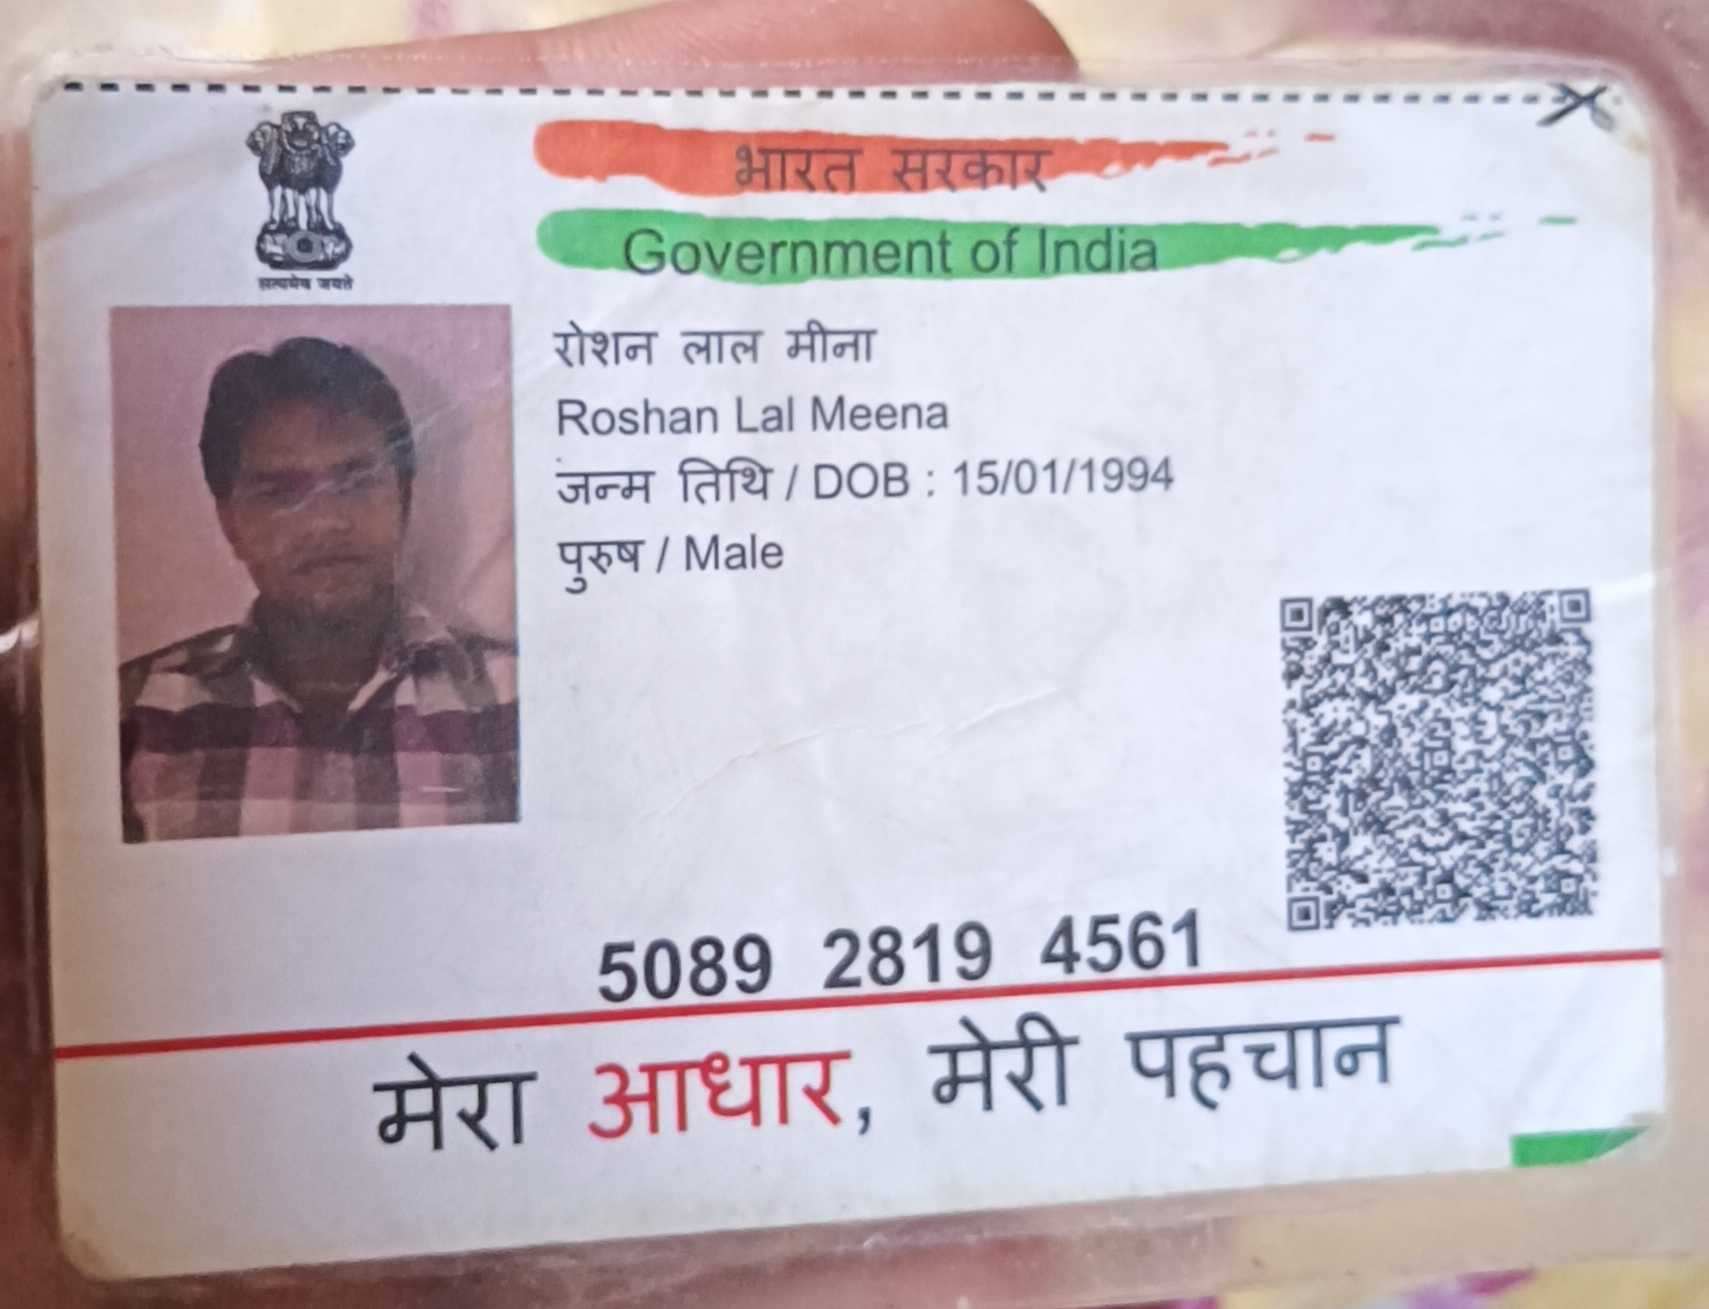 भारत सरकार
Government of India
सत्यमेव जयते
रोशन लाल मीना
Roshan Lal Meena
जन्म तिथि / DOB : 15/01/1994
पुरुष / Male
5089 2819 4561
मेरा आधार, मेरी पहचान